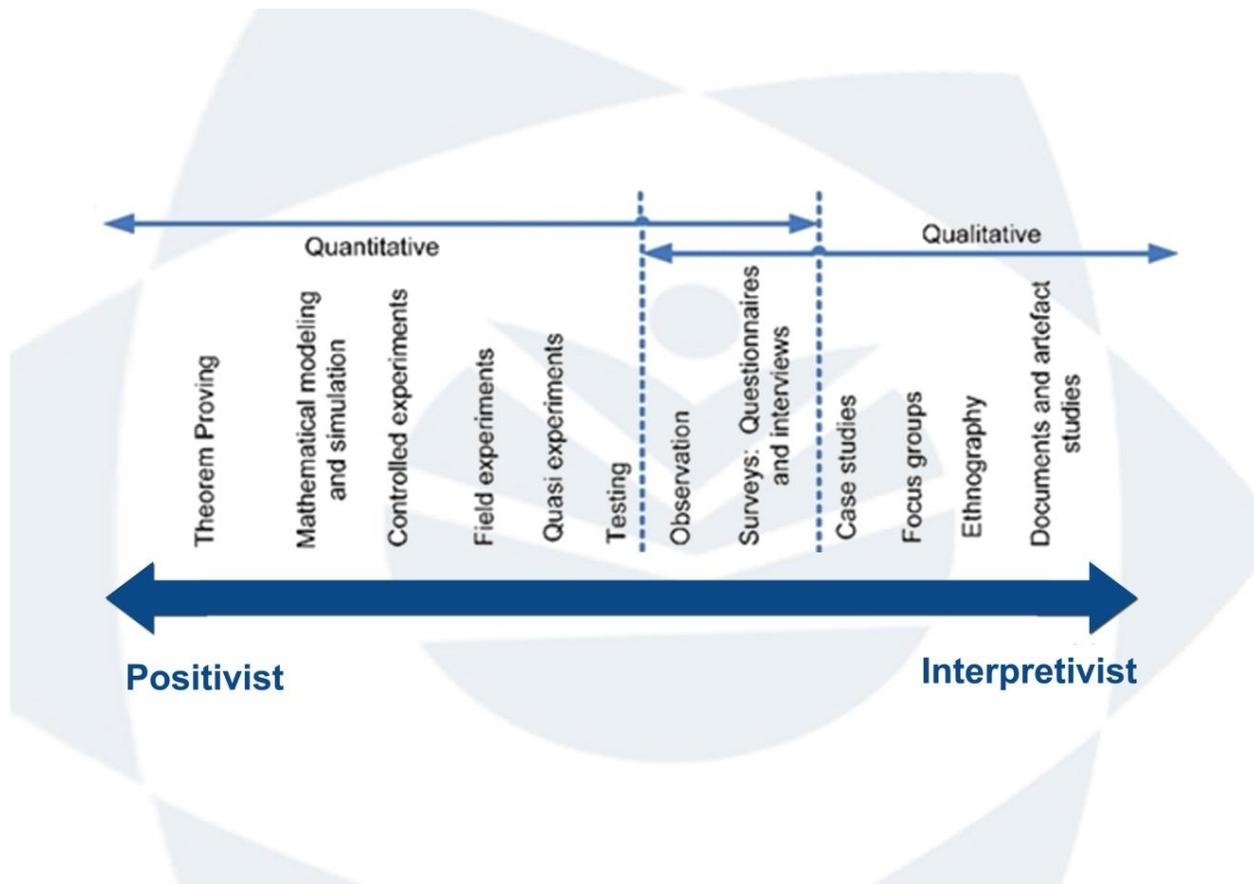 Quantitative
Qualitative
Theorem Proving
Mathematical modeling
and simulation
Controlled experiments
Field experiments
Quasi experiments
Testing
Observation
Surveys: Questionnaires
and interviews
Case studies
Focus groups
Ethnography
Documents and artefact
studies
Positivist
Interpretivist